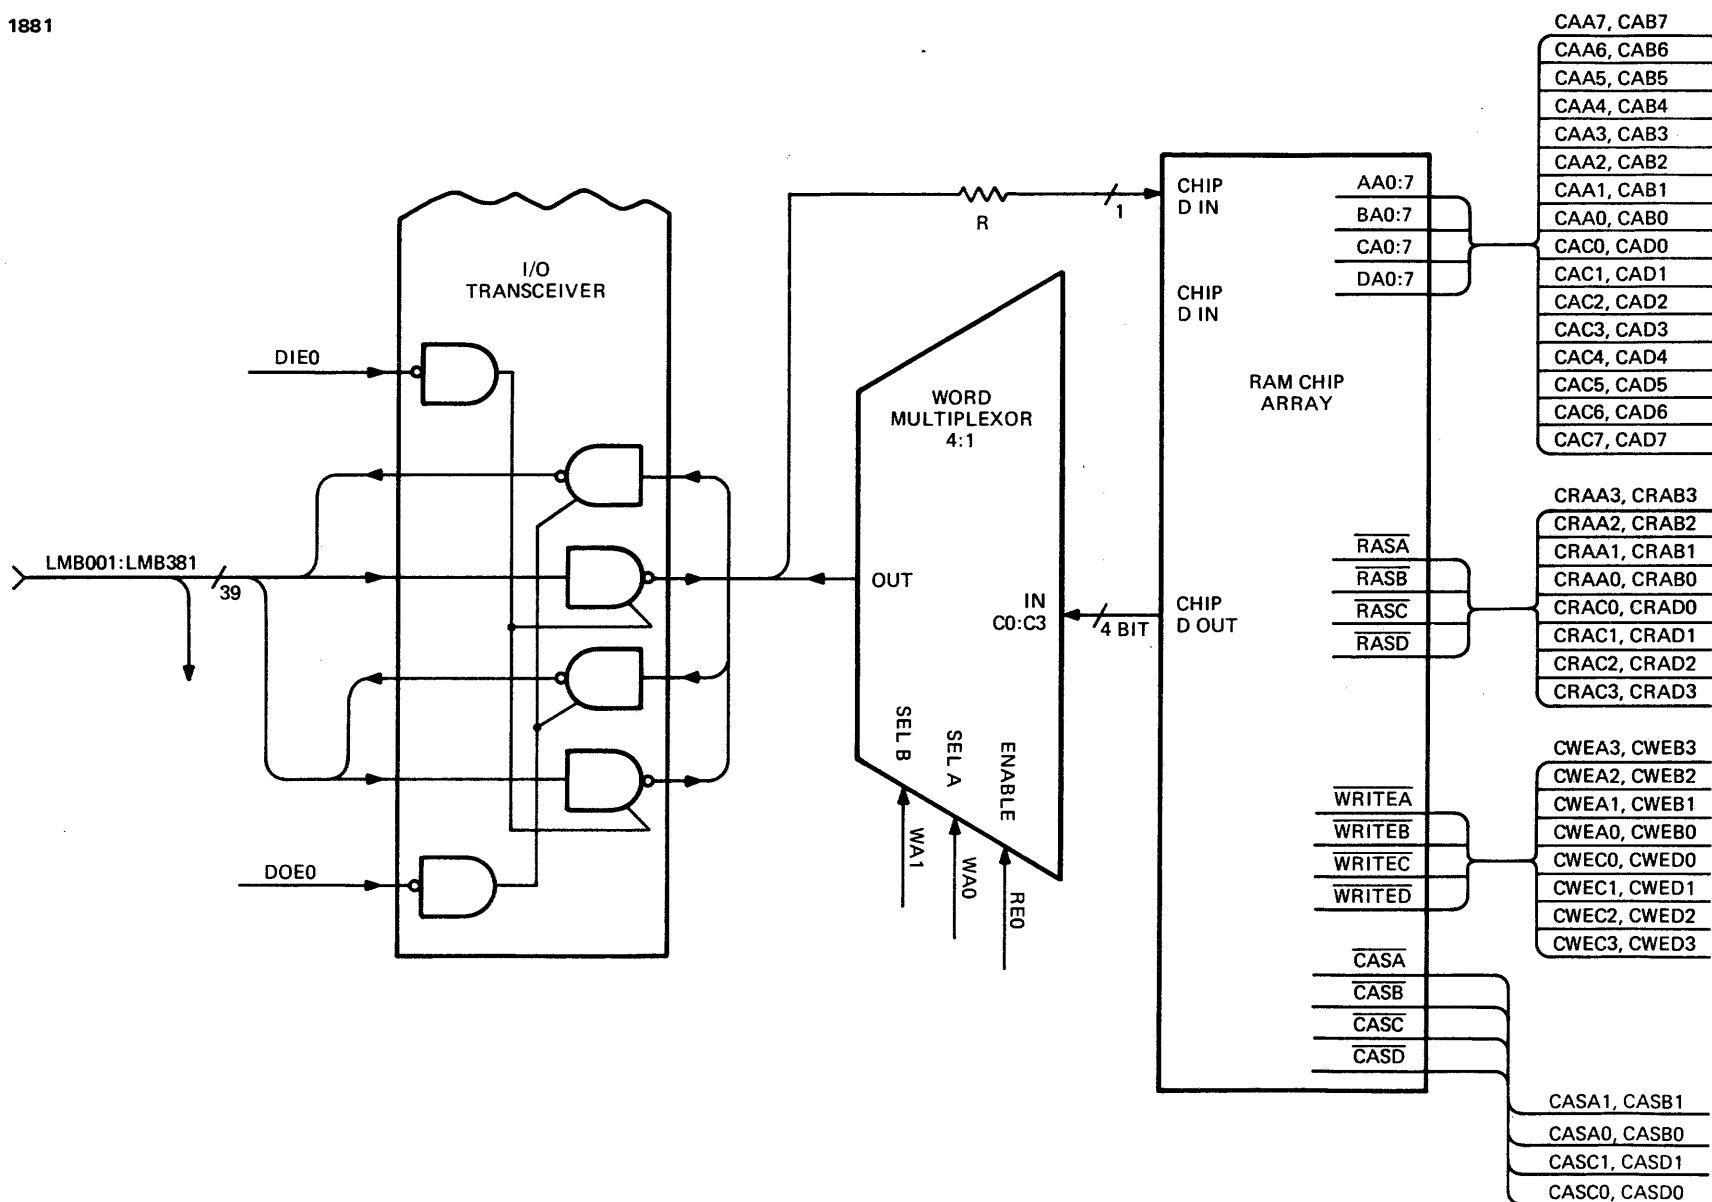 1881
I/O
TRANSCEIVER
DIE0
LMB001:LMB381
39
DOE0
R
1
WORD
MULTIPLEXOR
4:1
OUT
IN
C0:C3
SEL B
SEL A
ENABLE
WA1
WA0
RE0
4 BIT
CHIP
D IN
CHIP
D IN
RAM CHIP
ARRAY
CHIP
D OUT
AA0:7
BA0:7
CA0:7
DA0:7
RASA
RASB
RASC
RASD
WRITEA
WRITEB
WRITEC
WRITED
CASA
CASB
CASC
CASD
CAA7, CAB7
CAA6, CAB6
CAA5, CAB5
CAA4, CAB4
CAA3, CAB3
CAA2, CAB2
CAA1, CAB1
CAA0, CAB0
CAC0, CAD0
CAC1, CAD1
CAC2, CAD2
CAC3, CAD3
CAC4, CAD4
CAC5, CAD5
CAC6, CAD6
CAC7, CAD7
CRAA3, CRAB3
CRAA2, CRAB2
CRAA1, CRAB1
CRAA0, CRAB0
CRAC0, CRAD0
CRAC1, CRAD1
CRAC2, CRAD2
CRAC3, CRAD3
CWEA3, CWEB3
CWEA2, CWEB2
CWEA1, CWEB1
CWEA0, CWEB0
CWEC0, CWED0
CWEC1, CWED1
CWEC2, CWED2
CWEC3, CWED3
CASA1, CASB1
CASA0, CASB0
CASC1, CASD1
CASC0, CASD0